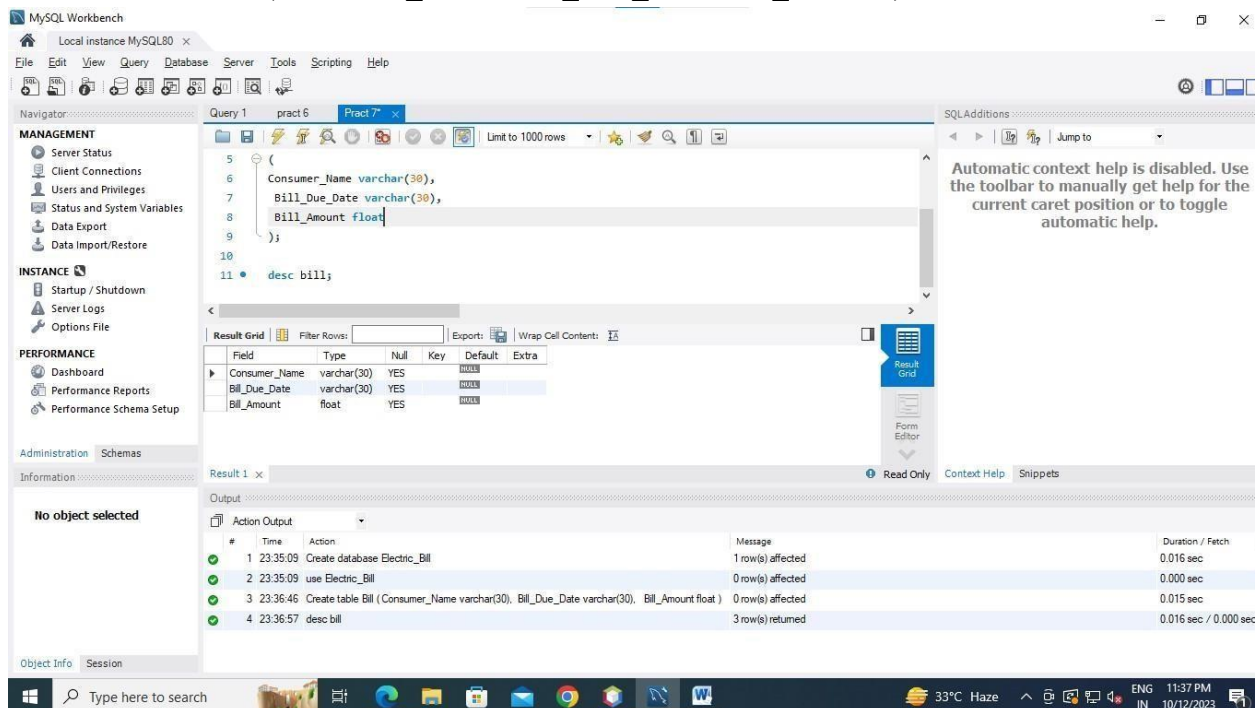 MySQL Workbench
Local instance MySQL80
File Edit View Query Database Server Tools Scripting Help
Navigator
MANAGEMENT
Server Status
Client Connections
Users and Privileges
Status and System Variables
Data Export
Data Import/Restore
INSTANCE
Startup / Shutdown
Server Logs
Options File
PERFORMANCE
Dashboard
Performance Reports
Performance Schema Setup
Administration Schemas
Information
No object selected
Object Info Session
Query 1 pract 6 Pract 7*
Limit to 1000 rows
5 (
6 Consumer_Name varchar(30),
7 Bill_Due_Date varchar(30),
8 Bill_Amount float
9 );
10
11 desc bill;
Result Grid Filter Rows: Export: Wrap Cell Content:
Field Type Null Key Default Extra
Consumer_Name varchar(30) YES NULL
Bill_Due_Date varchar(30) YES NULL
Bill_Amount float YES NULL
Result Grid
Form Editor
Result 1 Read Only
SQLAdditions
Jump to
Automatic context help is disabled. Use
the toolbar to manually get help for the
current caret position or to toggle
automatic help.
Context Help Snippets
Output
Action Output
# Time Action Message Duration / Fetch
1 23:35:09 Create database Electric_Bill 1 row(s) affected 0.016 sec
2 23:35:09 use Electric_Bill 0 row(s) affected 0.000 sec
3 23:36:46 Create table Bill ( Consumer_Name varchar(30), Bill_Due_Date varchar(30), Bill_Amount float ) 0 row(s) affected 0.015 sec
4 23:36:57 desc bill 3 row(s) returned 0.016 sec / 0.000 sec
Type here to search
33°C Haze ENG 11:37 PM
IN 10/12/2023